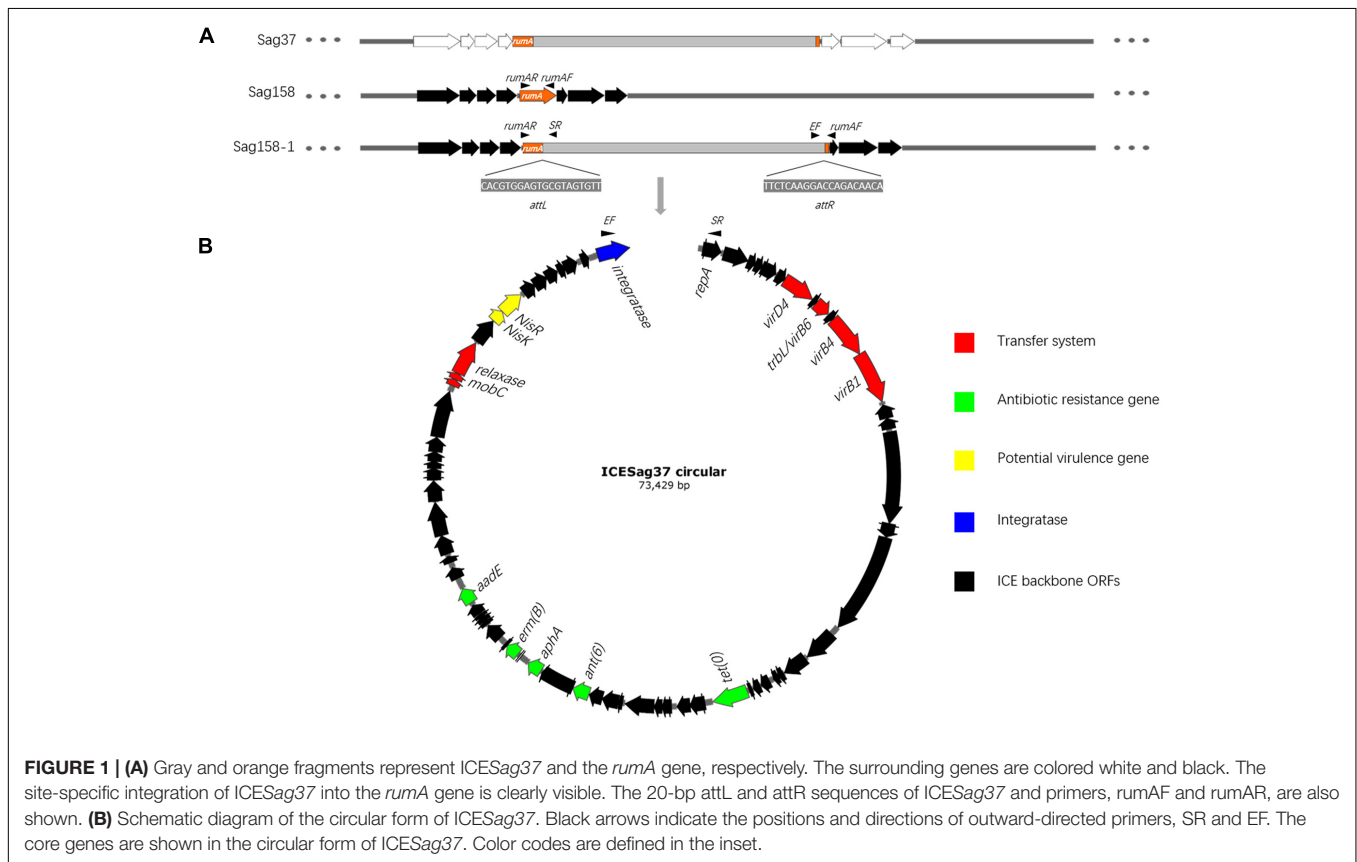 A
Sag37
rumA
Sag158
rumAR rumAF
rumA
Sag158-1
rumAR SR
EF rumAF
rumA
CACGTGGAGTGCGTAGTGTT
attL
TTCTCAAGGACCAGACAACA
attR
B
EF
SR
integratase
repA
NisR
NisK
relaxase
mobC
virD4
trbL/virB6
virB4
virB1
ICESag37 circular
73,429 bp
aadE
erm(B)
aphA
ant(6)
tet(O)
Transfer system
Antibiotic resistance gene
Potential virulence gene
Integratase
ICE backbone ORFs
FIGURE 1 | (A) Gray and orange fragments represent ICESag37 and the rumA gene, respectively. The surrounding genes are colored white and black. The
site-specific integration of ICESag37 into the rumA gene is clearly visible. The 20-bp attL and attR sequences of ICESag37 and primers, rumAF and rumAR, are also
shown. (B) Schematic diagram of the circular form of ICESag37. Black arrows indicate the positions and directions of outward-directed primers, SR and EF. The
core genes are shown in the circular form of ICESag37. Color codes are defined in the inset.